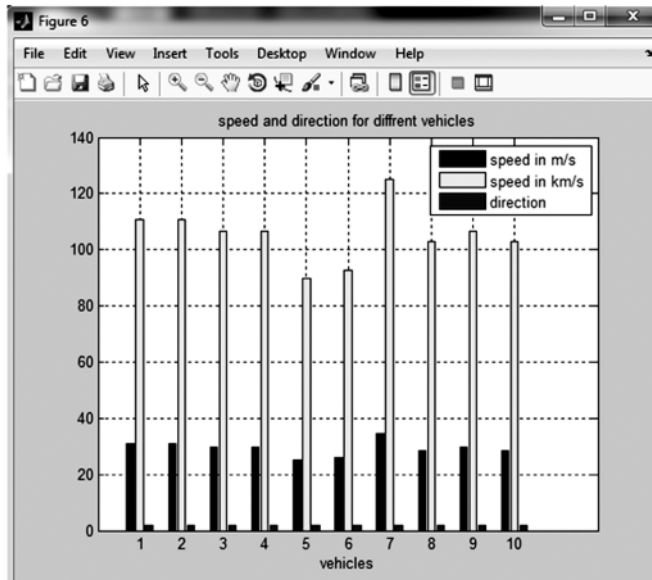 Figure 6
File Edit View Insert Tools Desktop Window Help
speed and direction for diffrent vehicles
140
120
100
80
60
40
20
0
speed in m/s
speed in km/s
direction
1 2 3 4 5 6 7 8 9 10
vehicles